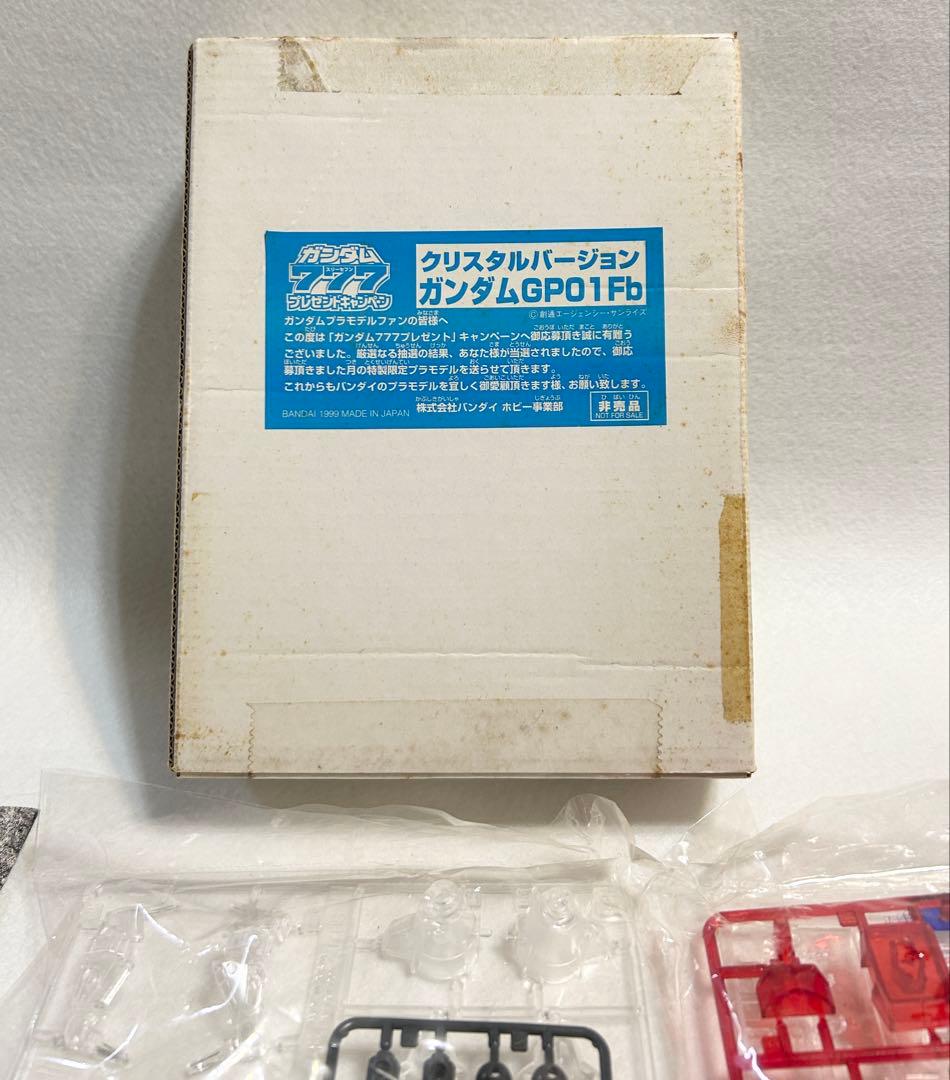 ガンダム
スリーセブン
777
プレゼントキャンペーン
クリスタルバージョン
ガンダムGP01Fb
©創通エージェンシー・サンライズ
ガンダムプラモデルファンの皆様へ
この度は「ガンダム777プレゼント」キャンペーンへ御応募頂き誠に有難う
ございました。厳選なる抽選の結果、あなた様が当選されましたので、御応
募頂きました月の特製限定プラモデルを送らせて頂きます。
これからもバンダイのプラモデルを宜しく御愛顧頂きます様、お願い致します。
BANDAI 1999 MADE IN JAPAN
株式会社バンダイ ホビー事業部
非売品
NOT FOR SALE